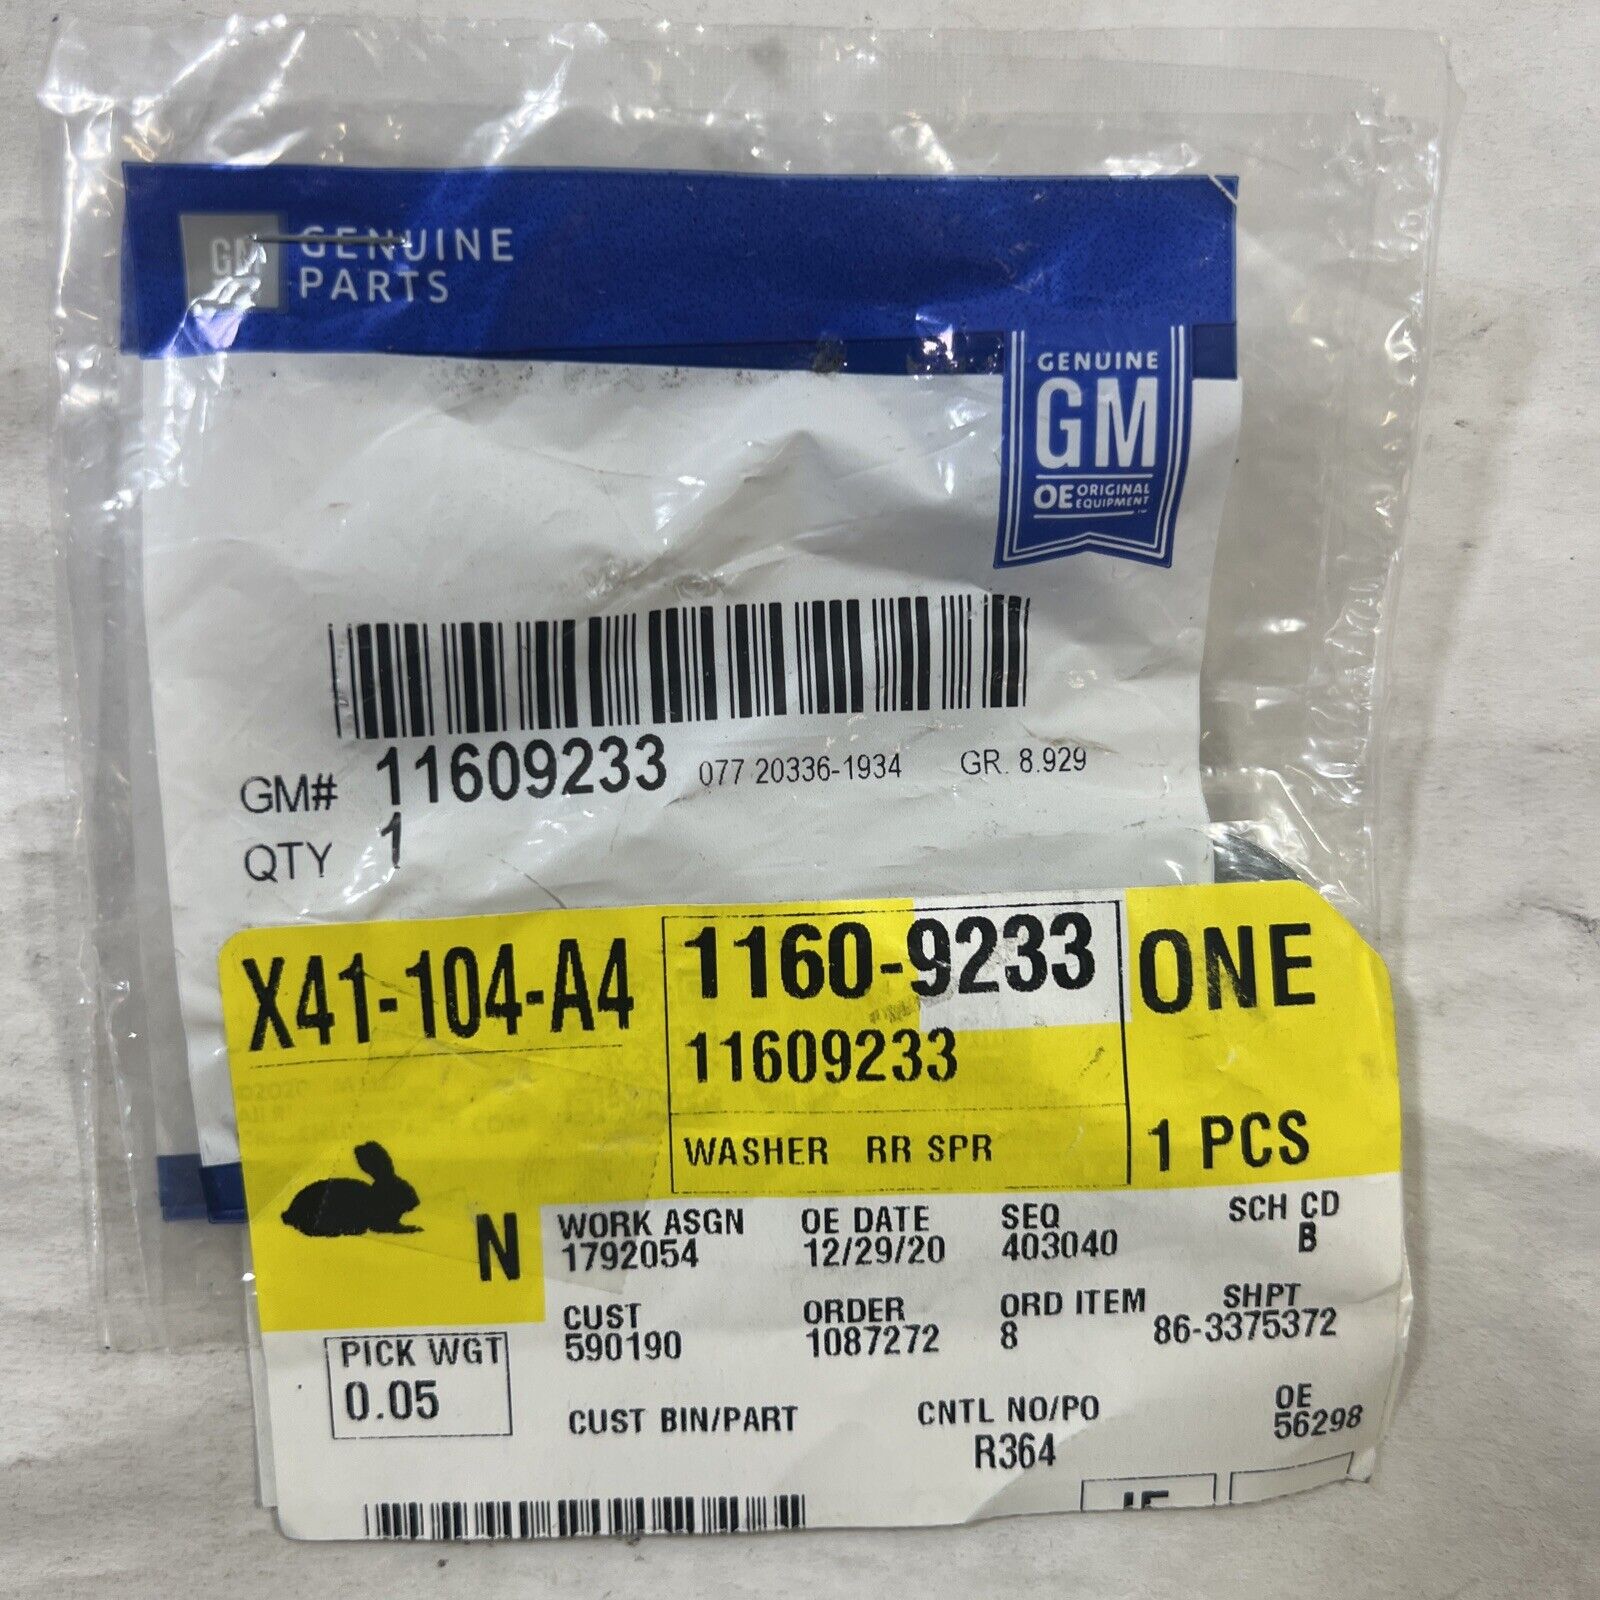 GM GENUINE
PARTS
GENUINE
GM
OE ORIGINAL
EQUIPMENT
GM# 11609233 077 20336-1934 GR. 8.929
QTY 1
X41-104-A4 1160-9233 ONE
11609233
WASHER RR SPR 1 PCS
N
WORK ASGN OE DATE SEQ SCH CD
1792054 12/29/20 403040 B
CUST ORDER ORD ITEM SHPT
590190 1087272 8 86-3375372
PICK WGT
0.05
CUST BIN/PART CNTL NO/PO OE
R364 56298